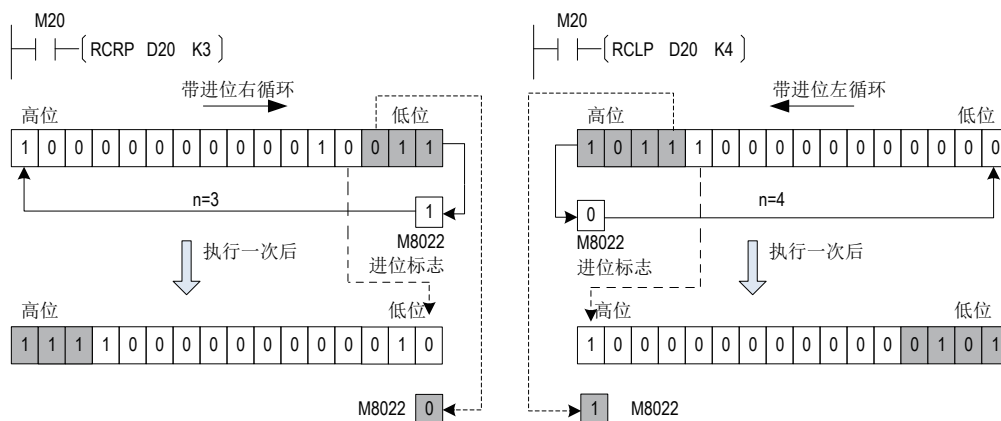 M20
RCRP D20 K3
带进位右循环
高位 低位
1 0 0 0 0 0 0 0 0 0 0 1 0 0 1 1
n=3
1
M8022
进位标志
执行一次后
高位 低位
1 1 1 1 0 0 0 0 0 0 0 0 0 0 1 0
M8022 0
M20
RCLP D20 K4
带进位左循环
高位 低位
1 0 1 1 1 0 0 0 0 0 0 0 0 0 0 0
n=4
0
M8022
进位标志
执行一次后
高位 低位
1 0 0 0 0 0 0 0 0 0 0 0 0 1 0 1
1 M8022